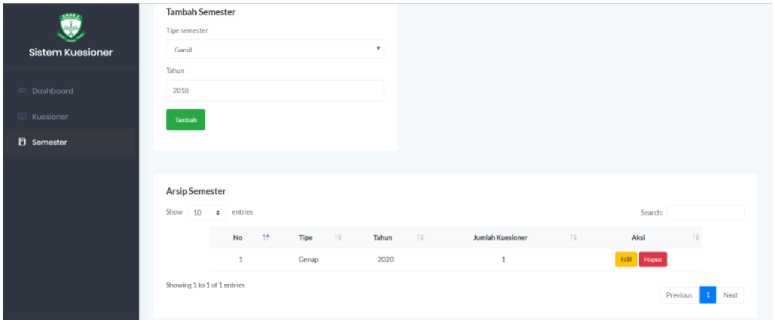 Sistem Kuesioner
Dashboard
Kuesioner
Semester
Tambah Semester
Tipe semester
Ganjil
Tahun
2018
Tambah
Arsip Semester
Show 10 entries
Search:
No Tipe Tahun Jumlah Kuesioner Aksi
1 Genap 2020 1 Edit Hapus
Showing 1 to 1 of 1 entries
Previous 1 Next